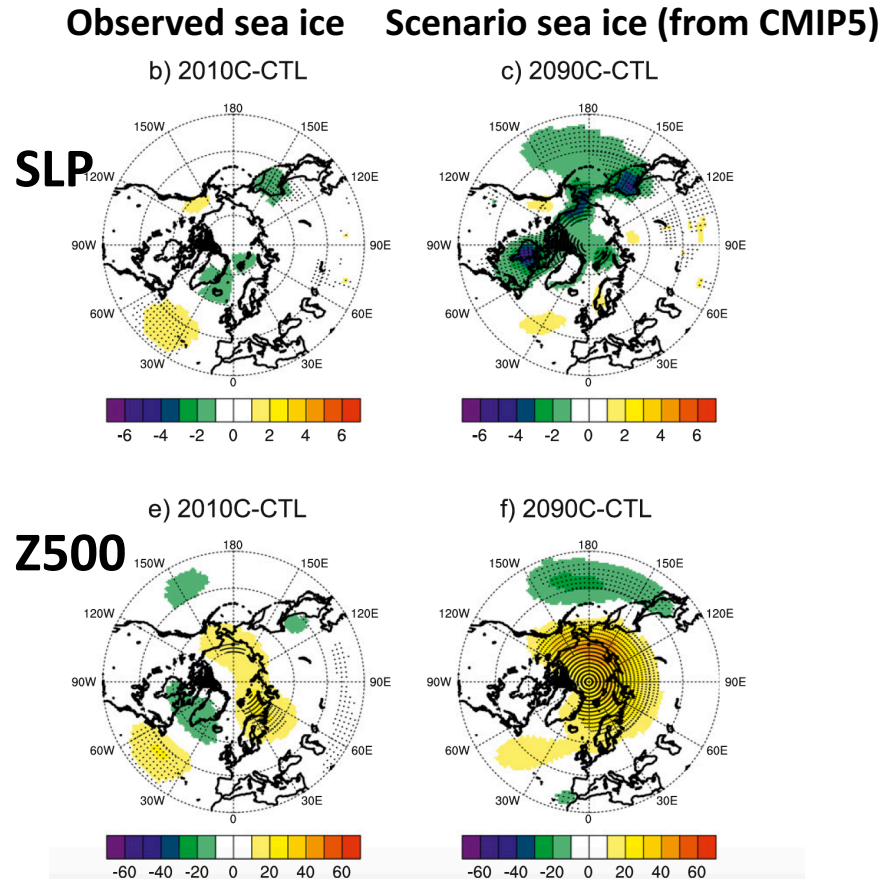 Observed sea ice Scenario sea ice (from CMIP5)
b) 2010C-CTL c) 2090C-CTL
SLP
180
150W 150E
120W 120E
90W 90E
60W 60E
30W 30E
0
180
150W 150E
120W 120E
90W 90E
60W 60E
30W 30E
0
-6 -4 -2 0 2 4 6
-6 -4 -2 0 2 4 6
e) 2010C-CTL f) 2090C-CTL
Z500
180
150W 150E
120W 120E
90W 90E
60W 60E
30W 30E
0
180
150W 150E
120W 120E
90W 90E
60W 60E
30W 30E
0
-60 -40 -20 0 20 40 60
-60 -40 -20 0 20 40 60